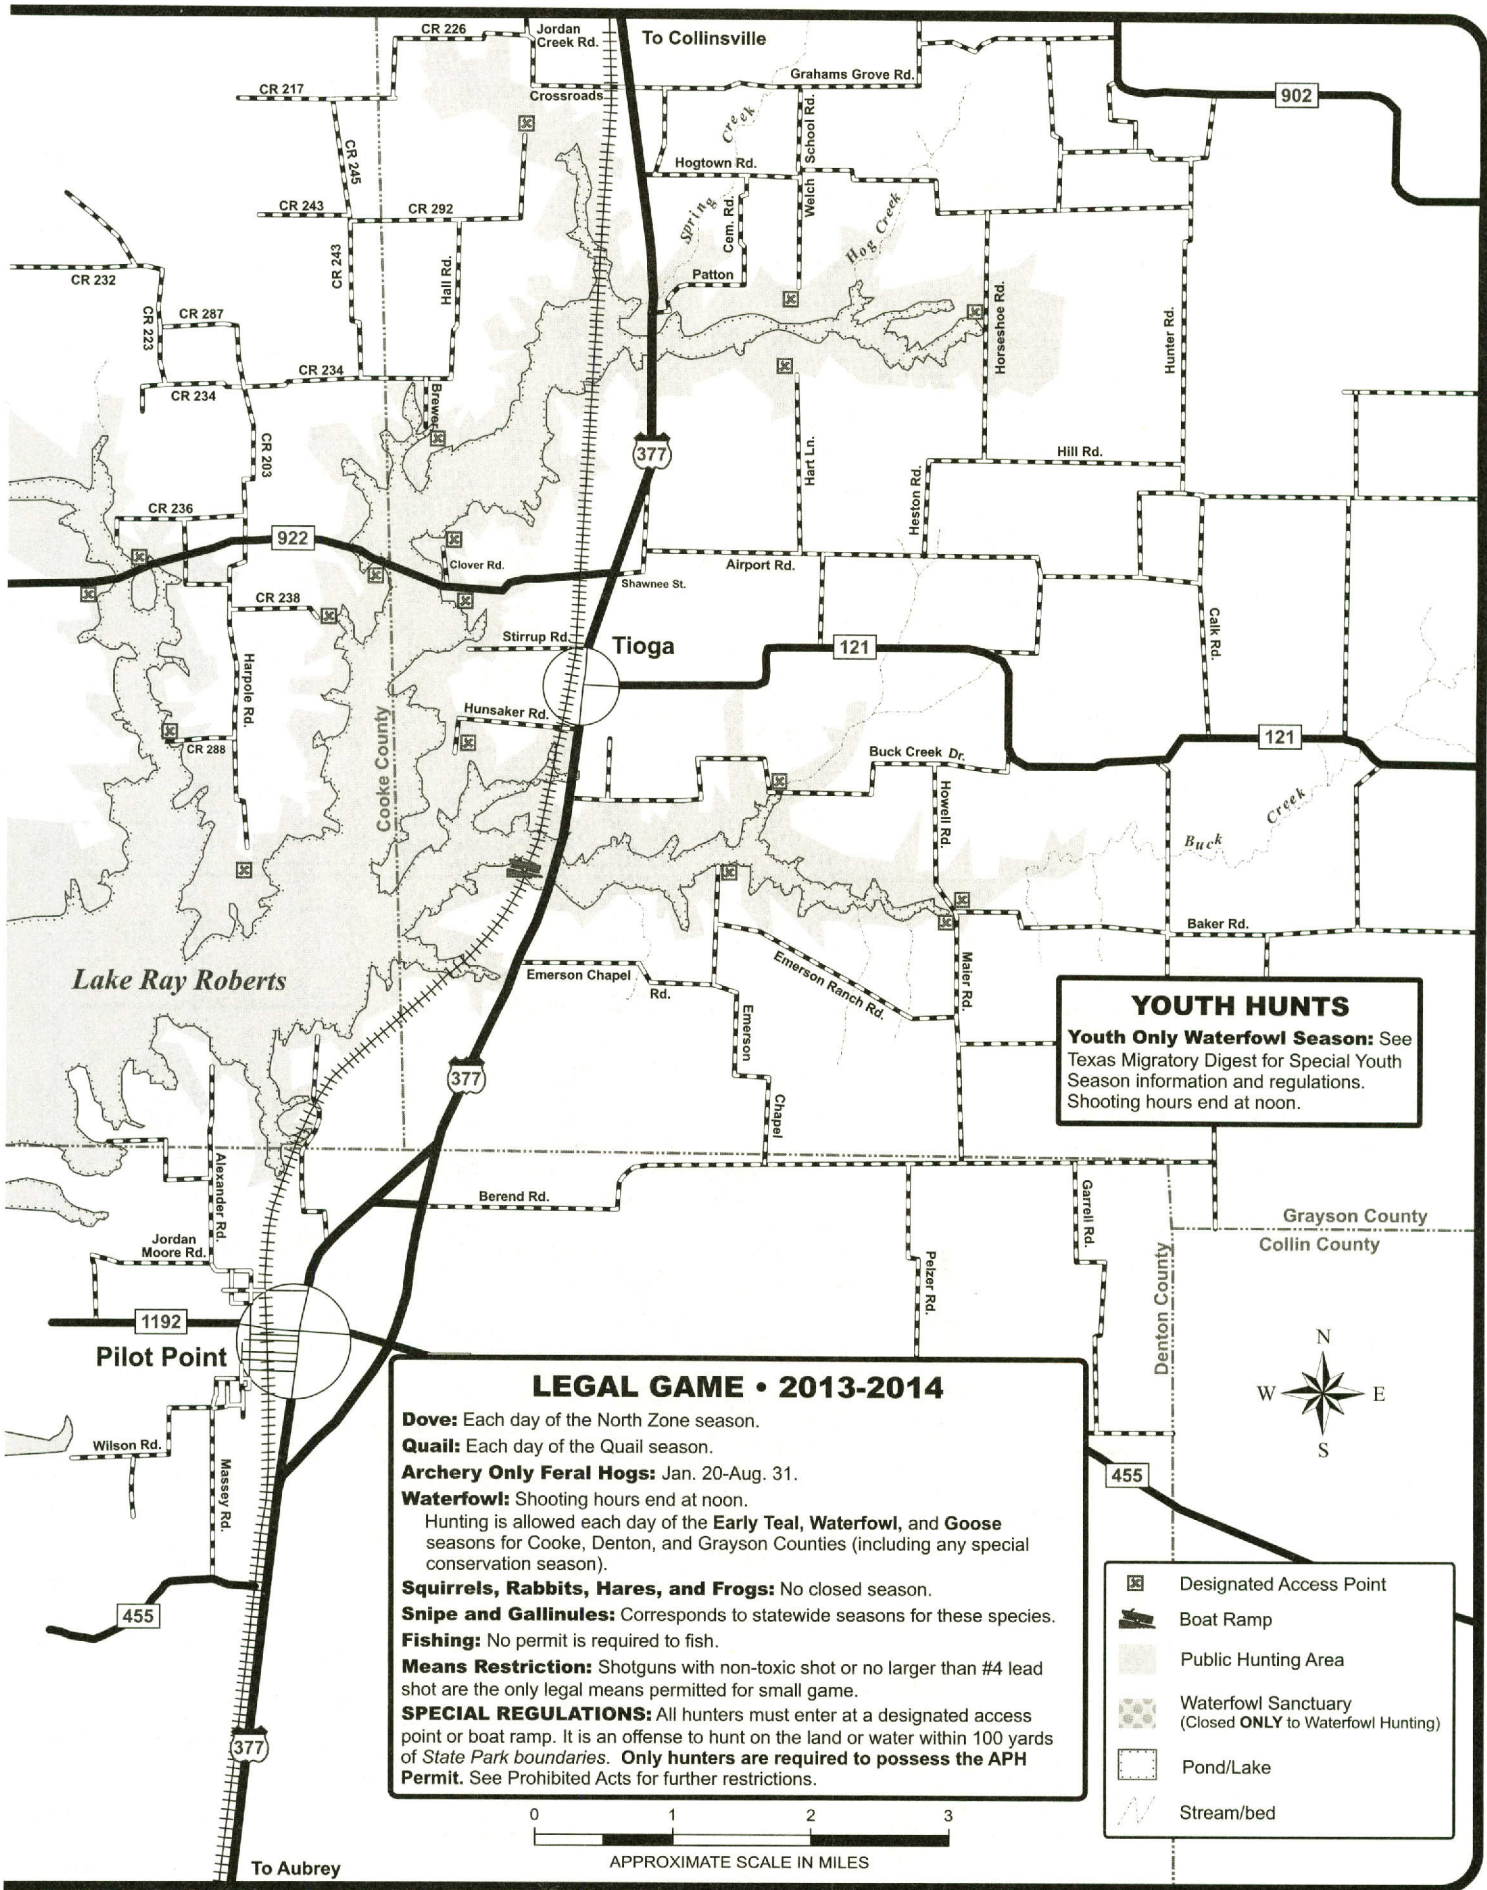 CR 226
Jordan
Creek Rd.
To Collinsville
Grahams Grove Rd.
CR 217
Crossroads
902
Creek
School Rd.
CR 245
Hogtown Rd.
Welch
CR 243
CR 292
Spring
Cem. Rd.
Hog Creek
CR 232
CR 243
Hall Rd.
Patton
CR 223
CR 287
Horseshoe Rd.
Hunter Rd.
CR 234
CR 234
Brewer
CR 203
377
Hart Ln.
Hill Rd.
Heston Rd.
CR 236
922
Clover Rd.
Airport Rd.
Shawnee St.
CR 238
Calk Rd.
Stirrup Rd.
Tioga
121
Harpole Rd.
Cooke County
Hunsaker Rd.
CR 288
Buck Creek Dr.
121
Howell Rd.
Buck
Creek
Baker Rd.
Lake Ray Roberts
Emerson Chapel
Rd.
Emerson Ranch Rd.
Maier Rd.
YOUTH HUNTS
Youth Only Waterfowl Season: See
Texas Migratory Digest for Special Youth
Season information and regulations.
Shooting hours end at noon.
Emerson
Chapel
377
Alexander Rd.
Berend Rd.
Garrell Rd.
Grayson County
Collin County
Jordan
Moore Rd.
Pelzer Rd.
Denton County
1192
Pilot Point
N
W
E
S
LEGAL GAME • 2013-2014
Dove: Each day of the North Zone season.
Quail: Each day of the Quail season.
Archery Only Feral Hogs: Jan. 20-Aug. 31.
Waterfowl: Shooting hours end at noon.
Hunting is allowed each day of the Early Teal, Waterfowl, and Goose
seasons for Cooke, Denton, and Grayson Counties (including any special
conservation season).
Squirrels, Rabbits, Hares, and Frogs: No closed season.
Snipe and Gallinules: Corresponds to statewide seasons for these species.
Fishing: No permit is required to fish.
Means Restriction: Shotguns with non-toxic shot or no larger than #4 lead
shot are the only legal means permitted for small game.
SPECIAL REGULATIONS: All hunters must enter at a designated access
point or boat ramp. It is an offense to hunt on the land or water within 100 yards
of State Park boundaries. Only hunters are required to possess the APH
Permit. See Prohibited Acts for further restrictions.
Wilson Rd.
Massey Rd.
455
455
377
Designated Access Point
Boat Ramp
Public Hunting Area
Waterfowl Sanctuary
(Closed ONLY to Waterfowl Hunting)
Pond/Lake
Stream/bed
0 1 2 3
APPROXIMATE SCALE IN MILES
To Aubrey